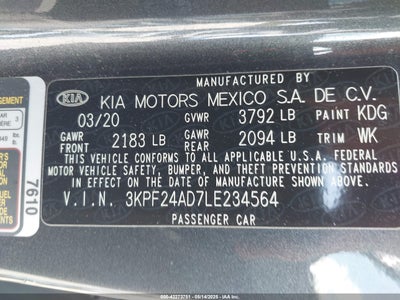 MANUFACTURED BY
KIA KIA MOTORS MEXICO S.A. DE C.V.
03/20 GVWR 3792 LB PAINT KDG
GAWR FRONT 2183 LB GAWR REAR 2094 LB TRIM WK
THIS VEHICLE CONFORMS TO ALL APPLICABLE U.S.A. FEDERAL
MOTOR VEHICLE SAFETY, BUMPER, AND THEFT PREVENTION STANDARDS
IN EFFECT ON THE DATE OF MANUFACTURE SHOWN ABOVE.
V.I.N. 3KPF24AD7LE234564
PASSENGER CAR
7610